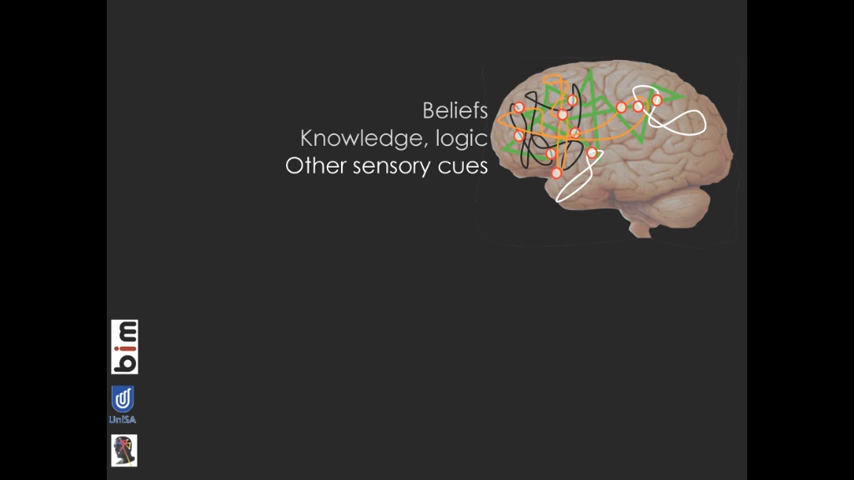 Beliefs
Knowledge, logic
Other sensory cues
bim
UniSA